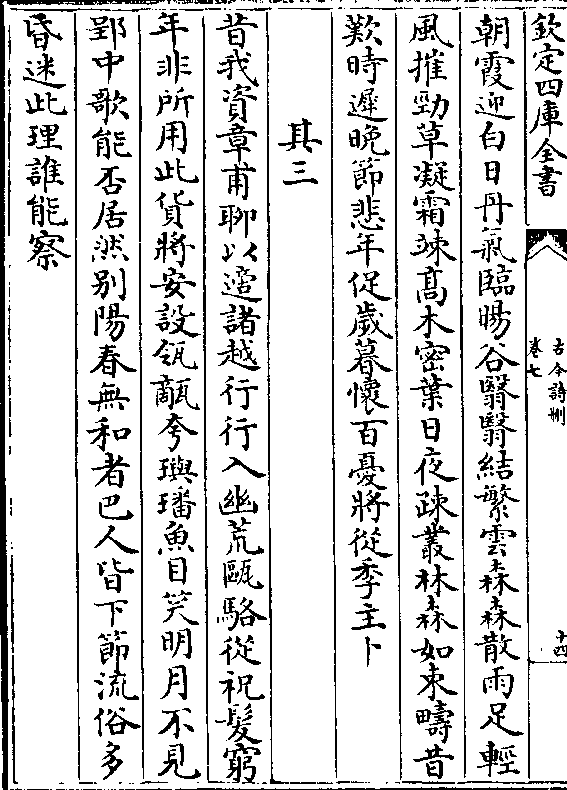 欽定四庫全書
古今詩刪
卷七
十四
朝霞迎白日丹氣臨暘谷翳翳結繁雲森森散雨足輕
風摧勁草凝霜竦髙木密葉日夜疎叢林森如束疇昔
歎時遲晚節悲年促歲暮懷百憂將從季主卜
其三
昔我資章甫聊以適諸越行行入幽荒甌駱從祝髮窮
年非所用此貨將安設瓴甋夸璵璠魚目笑明月不見
郢中歌能否居然别陽春無和者巴人皆下節流俗多
昏迷此理誰能察